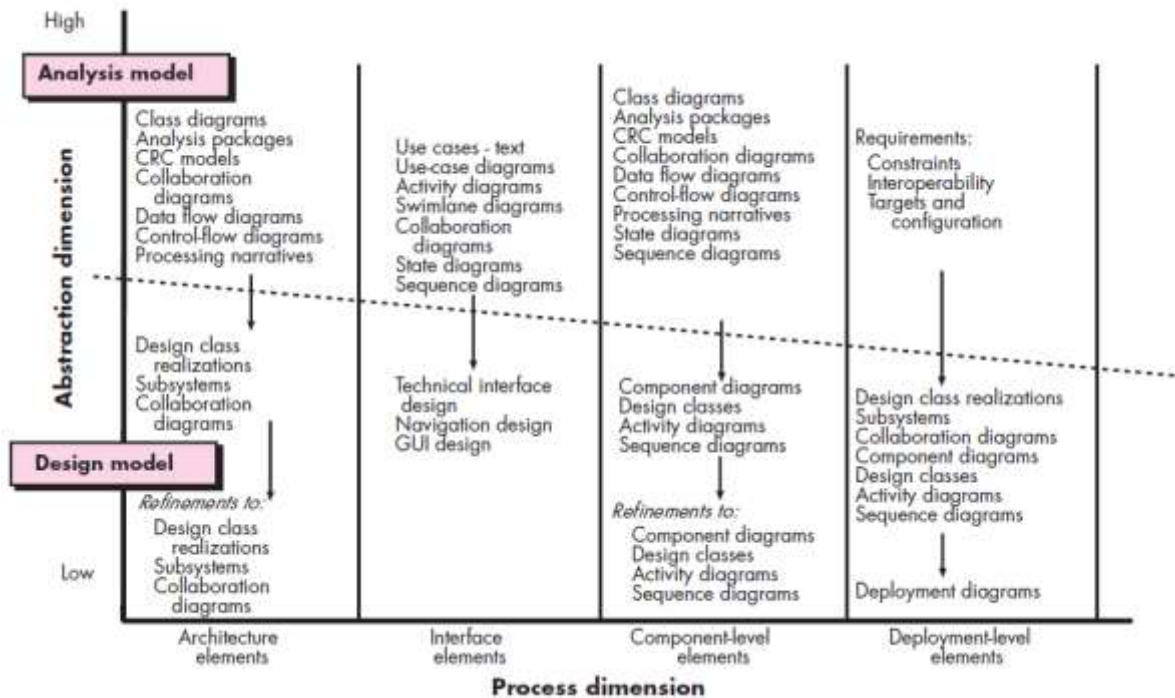 High
Analysis model
Abstraction dimension
Design model
Low
Class diagrams
Analysis packages
CRC models
Collaboration
diagrams
Data flow diagrams
Control-flow diagrams
Processing narratives
Design class
realizations
Subsystems
Collaboration
diagrams
Refinements to:
Design class
realizations
Subsystems
Collaboration
diagrams
Architecture
elements
Use cases - text
Use-case diagrams
Activity diagrams
Swimlane diagrams
Collaboration
diagrams
State diagrams
Sequence diagrams
Technical interface
design
Navigation design
GUI design
Interface
elements
Class diagrams
Analysis packages
CRC models
Collaboration diagrams
Data flow diagrams
Control-flow diagrams
Processing narratives
State diagrams
Sequence diagrams
Component diagrams
Design classes
Activity diagrams
Sequence diagrams
Refinements to:
Component diagrams
Design classes
Activity diagrams
Sequence diagrams
Component-level
elements
Requirements:
Constraints
Interoperability
Targets and
configuration
Design class realizations
Subsystems
Collaboration diagrams
Component diagrams
Design classes
Activity diagrams
Sequence diagrams
Deployment diagrams
Deployment-level
elements
Process dimension